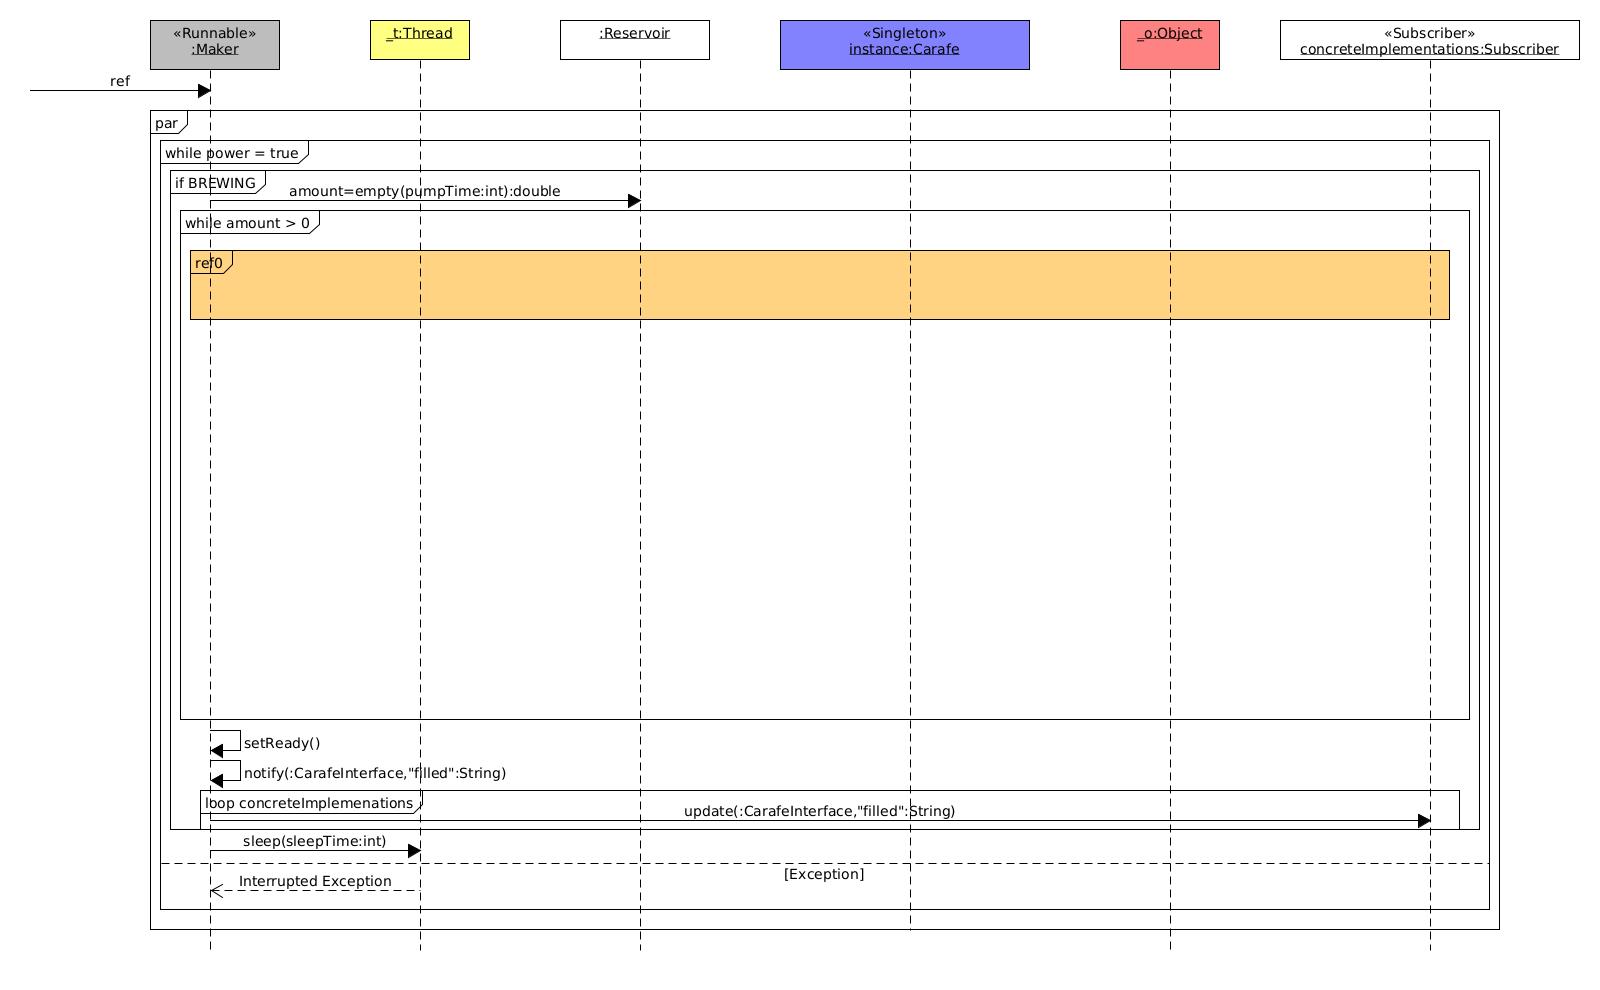 «Runnable»
:Maker
_t:Thread
:Reservoir
«Singleton»
instance:Carafe
_o:Object
«Subscriber»
concreteImplementations:Subscriber
ref
par
while power = true
if BREWING
amount=empty(pumpTime:int):double
while amount > 0
ref0
setReady()
notify(:CarafeInterface,"filled":String)
loop concreteImplemenations
update(:CarafeInterface,"filled":String)
sleep(sleepTime:int)
[Exception]
Interrupted Exception